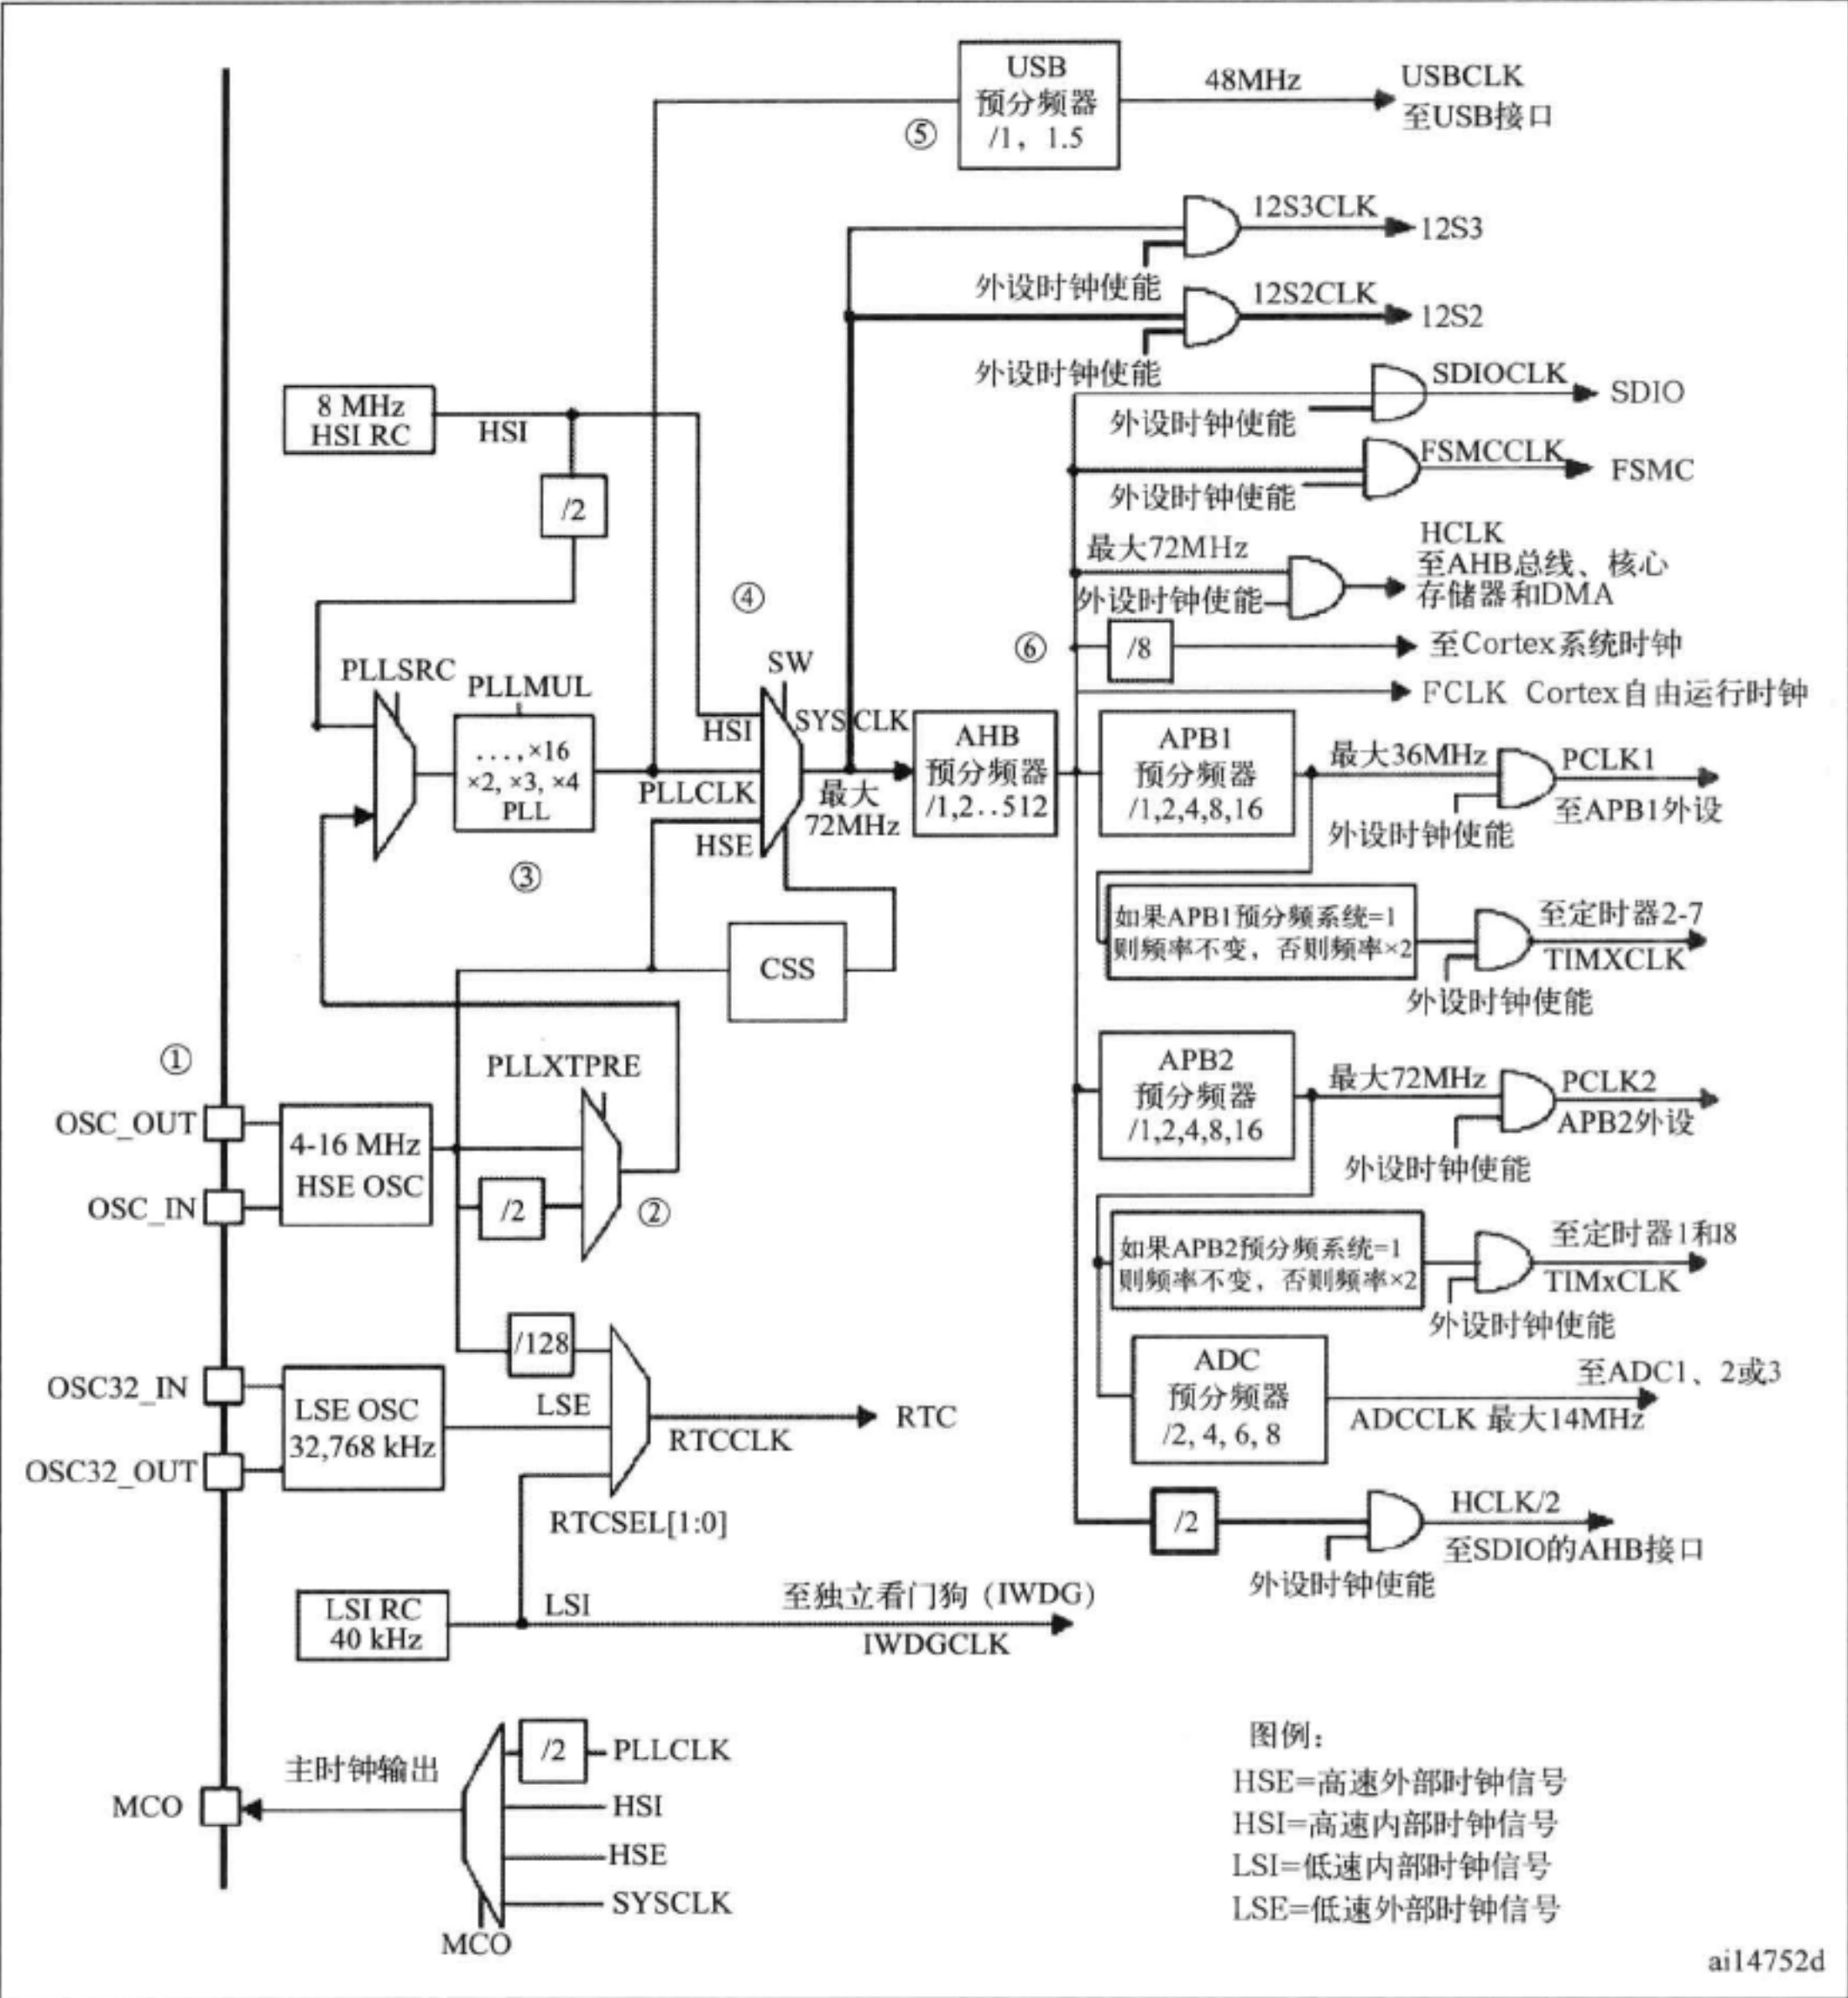 USB
预分频器
/1， 1.5
48MHz
USBCLK
至USB接口
⑤
12S3CLK
12S3
外设时钟使能
12S2CLK
12S2
外设时钟使能
SDIOCLK
SDIO
外设时钟使能
FSMCCLK
FSMC
外设时钟使能
8 MHz
HSI RC
HSI
/2
最大72MHz
外设时钟使能
HCLK
至AHB总线、核心
存储器和DMA
④
⑥
/8
至Cortex系统时钟
FCLK Cortex自由运行时钟
PLLSRC
PLLMUL
...,×16
×2, ×3, ×4
PLL
③
SW
HSI
PLLCLK
HSE
SYSCLK
最大
72MHz
AHB
预分频器
/1,2..512
APB1
预分频器
/1,2,4,8,16
最大36MHz
PCLK1
至APB1外设
外设时钟使能
如果APB1预分频系统=1
则频率不变，否则频率×2
至定时器2-7
TIMXCLK
外设时钟使能
CSS
APB2
预分频器
/1,2,4,8,16
最大72MHz
PCLK2
APB2外设
外设时钟使能
如果APB2预分频系统=1
则频率不变，否则频率×2
至定时器1和8
TIMxCLK
外设时钟使能
ADC
预分频器
/2, 4, 6, 8
至ADC1、2或3
ADCCLK 最大14MHz
/2
HCLK/2
至SDIO的AHB接口
外设时钟使能
①
OSC_OUT
OSC_IN
4-16 MHz
HSE OSC
PLLXTPRE
/2
②
OSC32_IN
OSC32_OUT
LSE OSC
32,768 kHz
/128
LSE
RTCCLK
RTC
RTCSEL[1:0]
LSI RC
40 kHz
LSI
至独立看门狗（IWDG）
IWDGCLK
主时钟输出
MCO
/2
PLLCLK
HSI
HSE
SYSCLK
MCO
图例：
HSE=高速外部时钟信号
HSI=高速内部时钟信号
LSI=低速内部时钟信号
LSE=低速外部时钟信号
ai14752d